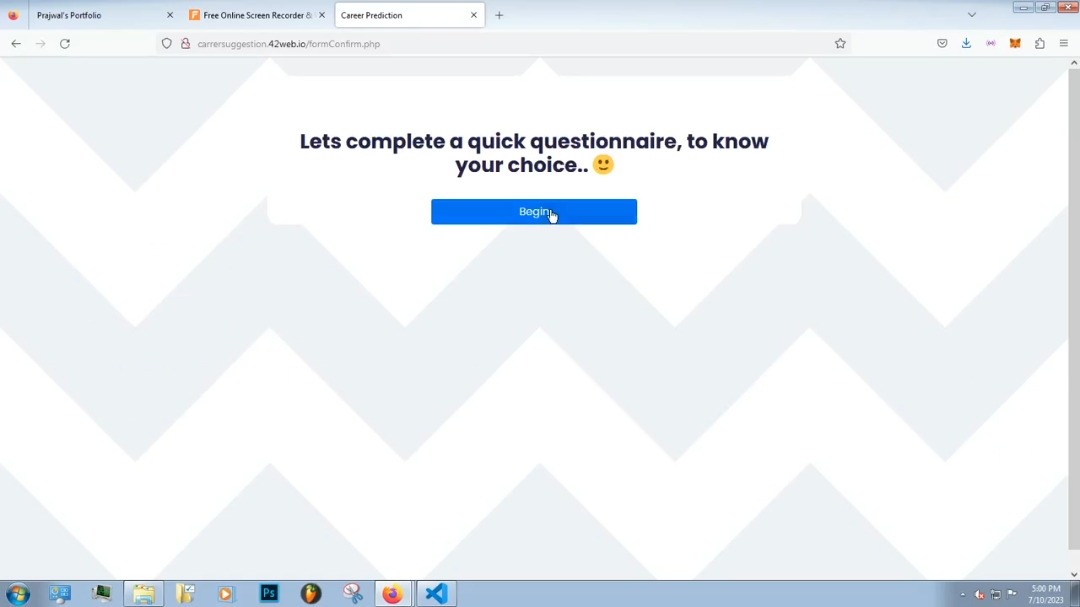 Prajwal's Portfolio
Free Online Screen Recorder &
Career Prediction
carrersuggestion.42web.io/formConfirm.php
Lets complete a quick questionnaire, to know
your choice.. 🙂
Begin
Ps
5:00 PM
7/10/2023